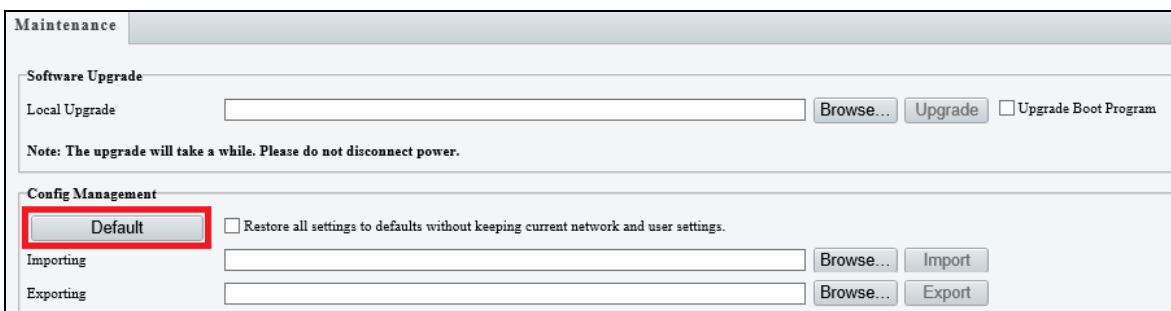 Maintenance
Software Upgrade
Local Upgrade Browse... Upgrade Upgrade Boot Program
Note: The upgrade will take a while. Please do not disconnect power.
Config Management
Default Restore all settings to defaults without keeping current network and user settings.
Importing Browse... Import
Exporting Browse... Export